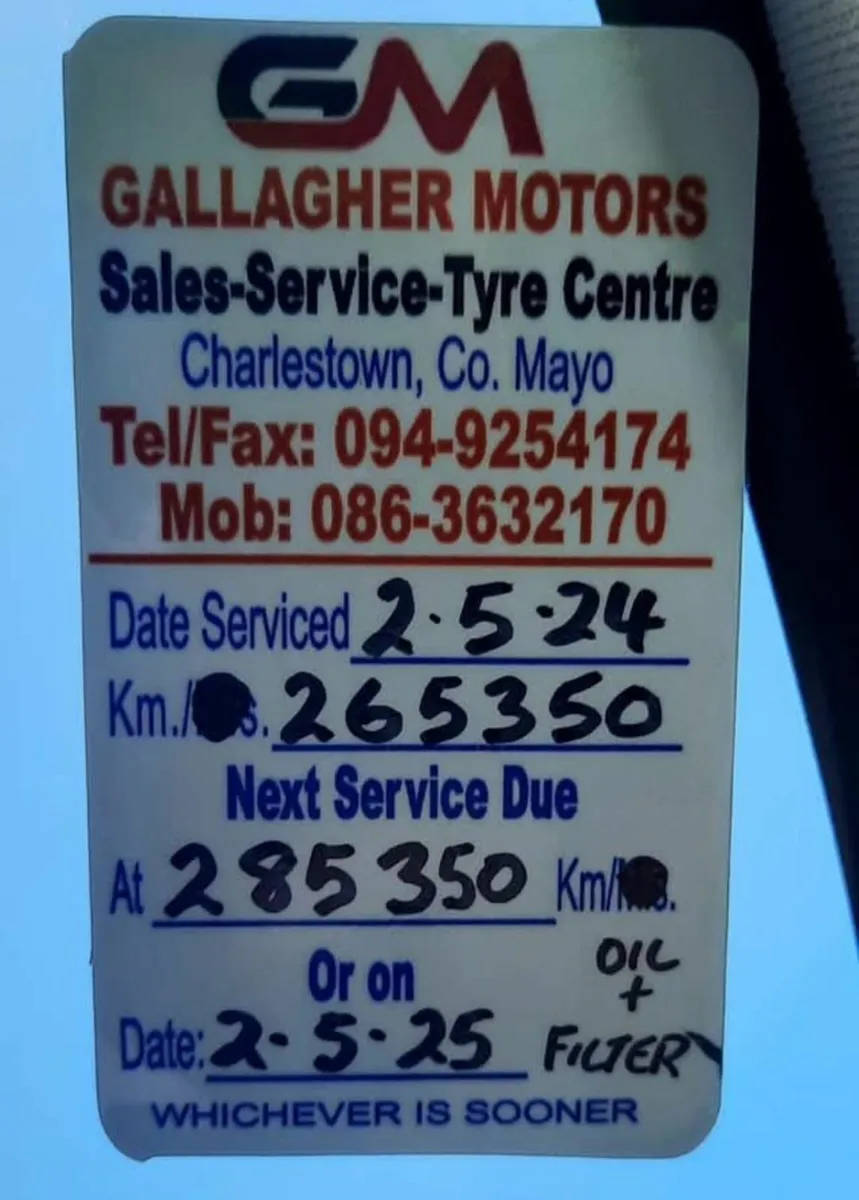 GM
GALLAGHER MOTORS
Sales-Service-Tyre Centre
Charlestown, Co. Mayo
Tel/Fax: 094-9254174
Mob: 086-3632170
Date Serviced 2.5.24
Km./ s. 265350
Next Service Due
At 285350 Km/ s.
Or on
OIL
+
Date: 2.5.25 FILTER
WHICHEVER IS SOONER